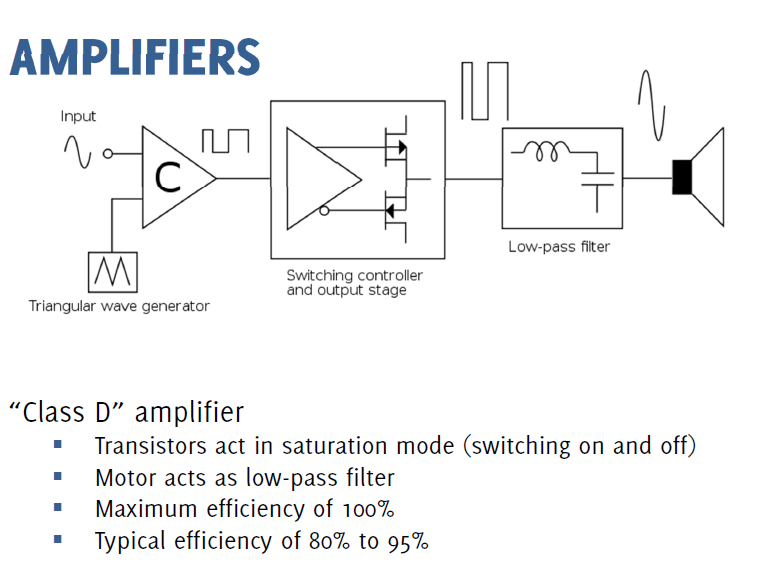 AMPLIFIERS
Input
C
Triangular wave generator
Switching controller
and output stage
Low-pass filter
“Class D” amplifier
▪ Transistors act in saturation mode (switching on and off)
▪ Motor acts as low-pass filter
▪ Maximum efficiency of 100%
▪ Typical efficiency of 80% to 95%